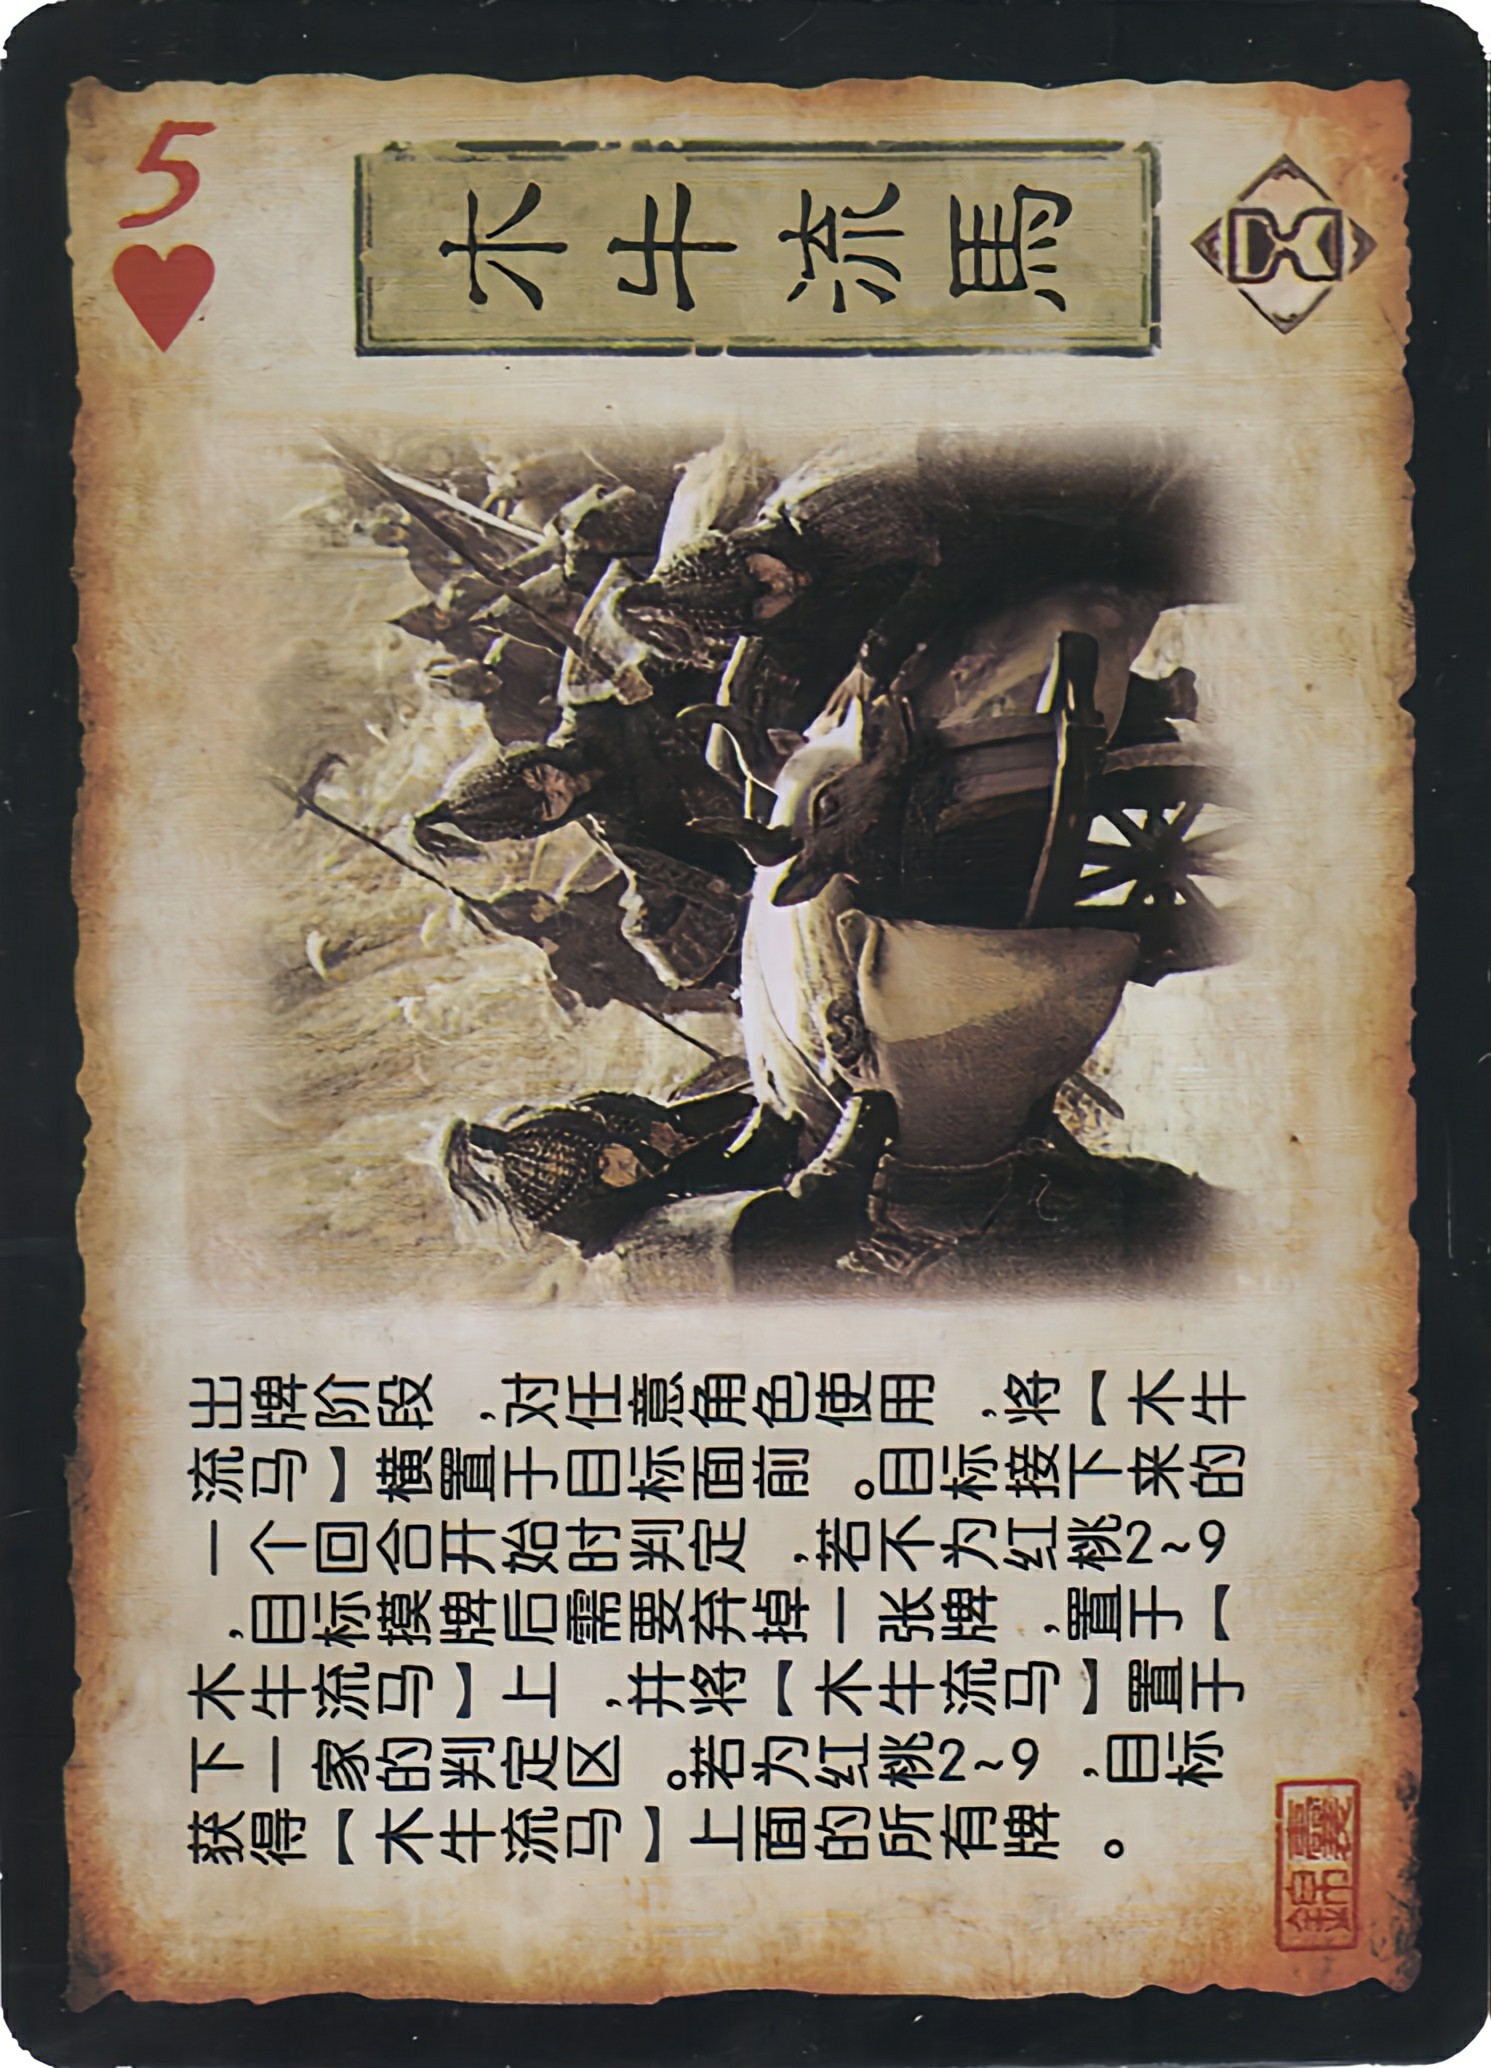 5
木牛流馬
出牌阶段，对任意角色使用，将【木牛
流马】横置于目标面前。目标接下来的
一个回合开始时判定，若不为红桃2~9
，目标摸牌后需要弃掉一张牌，置于【
木牛流马】上，并将【木牛流马】置于
下一家的判定区。若为红桃2~9，目标
获得【木牛流马】上面的所有牌。
錦囊